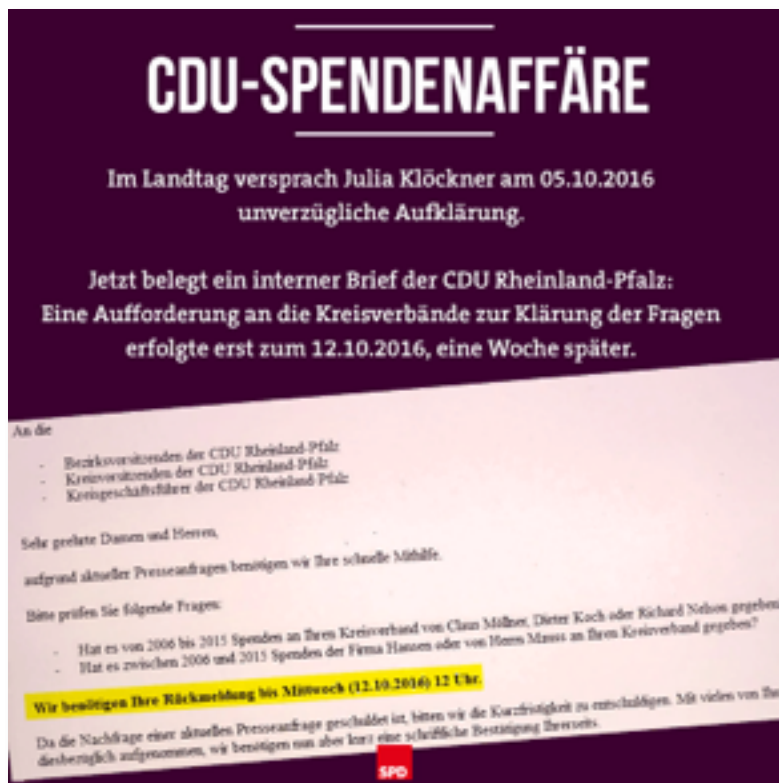 CDU-SPENDENAFFÄRE
Im Landtag versprach Julia Klöckner am 05.10.2016
unverzügliche Aufklärung.
Jetzt belegt ein interner Brief der CDU Rheinland-Pfalz:
Eine Aufforderung an die Kreisverbände zur Klärung der Fragen
erfolgte erst zum 12.10.2016, eine Woche später.
An die
- Bezirksvorsitzenden der CDU Rheinland-Pfalz
- Kreisvorsitzenden der CDU Rheinland-Pfalz
- Kreisgeschäftsführer der CDU Rheinland-Pfalz
Sehr geehrte Damen und Herren,
aufgrund aktueller Presseanfragen benötigen wir Ihre schnelle Mithilfe.
Bitte prüfen Sie folgende Fragen:
- Hat es von 2006 bis 2015 Spenden an Ihren Kreisverband von Claus Möllner, Dieter Koch oder Richard Nelson gegeben
- Hat es zwischen 2006 und 2015 Spenden der Firma Hansen oder von Herrn Mauss an Ihren Kreisverband gegeben?
Wir benötigen Ihre Rückmeldung bis Mittwoch (12.10.2016) 12 Uhr.
Da die Nachfrage einer aktuellen Presseanfrage geschuldet ist, bitten wir die Kurzfristigkeit zu entschuldigen. Mit vielen von
diesbezüglich aufgenommen, wir benötigen nun aber kurz eine schriftliche Bestätigung Ihrerseits.
SPD